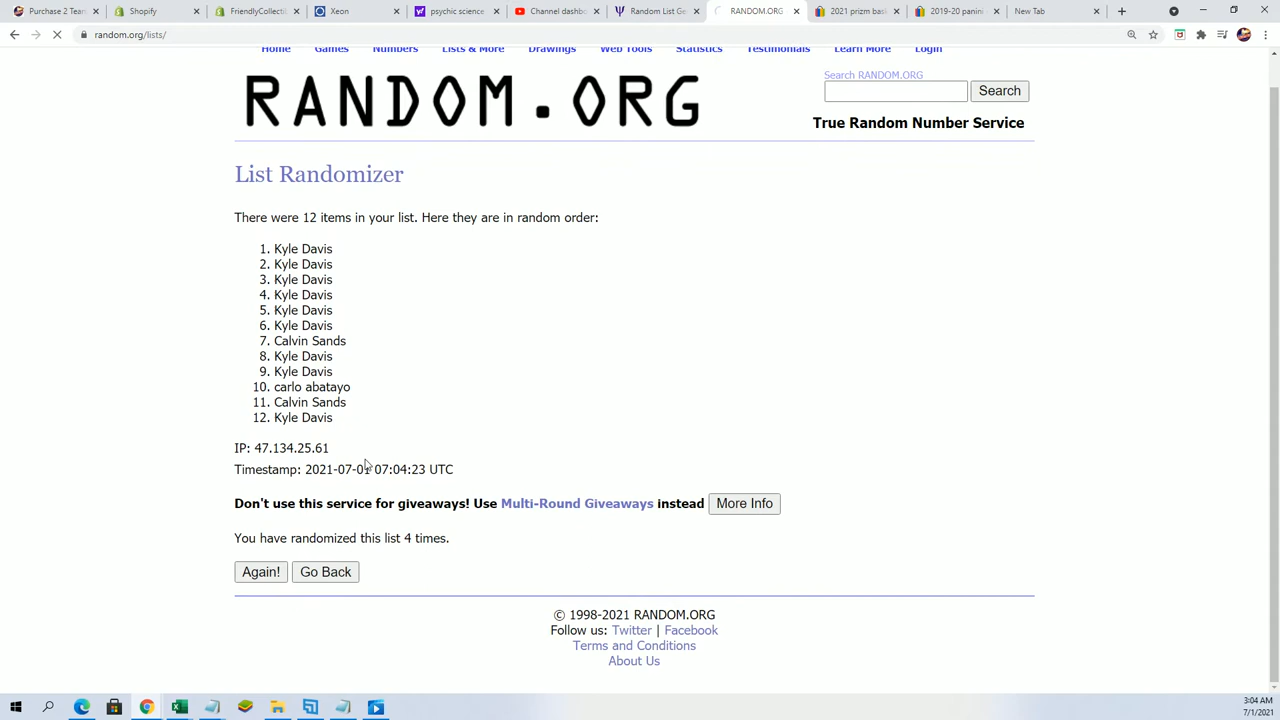 Purchase 2 Team
Shopify
FriendCollecti
Xeon
psychic science
Channel dashbo
Random List Ge
RANDOM.ORG
2021 prizm bask
2019-20 panini
New Tab
random.org/lists/
Home Games Numbers Lists & More Drawings Web Tools Statistics Testimonials Learn More Login
RANDOM.ORG
Search RANDOM.ORG
Search
True Random Number Service
List Randomizer
There were 12 items in your list. Here they are in random order:
1. Kyle Davis
2. Kyle Davis
3. Kyle Davis
4. Kyle Davis
5. Kyle Davis
6. Kyle Davis
7. Calvin Sands
8. Kyle Davis
9. Kyle Davis
10. carlo abatayo
11. Calvin Sands
12. Kyle Davis
IP: 47.134.25.61
Timestamp: 2021-07-01 07:04:23 UTC
Don't use this service for giveaways! Use Multi-Round Giveaways instead More Info
You have randomized this list 4 times.
Again! Go Back
© 1998-2021 RANDOM.ORG
Follow us: Twitter | Facebook
Terms and Conditions
About Us
3:04 AM
7/1/2021